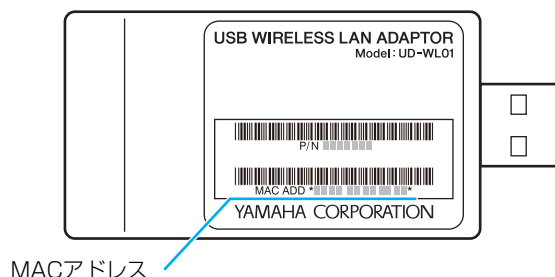 USB WIRELESS LAN ADAPTOR
Model: UD-WL01
P/N
MAC ADD * *
YAMAHA CORPORATION
MACアドレス